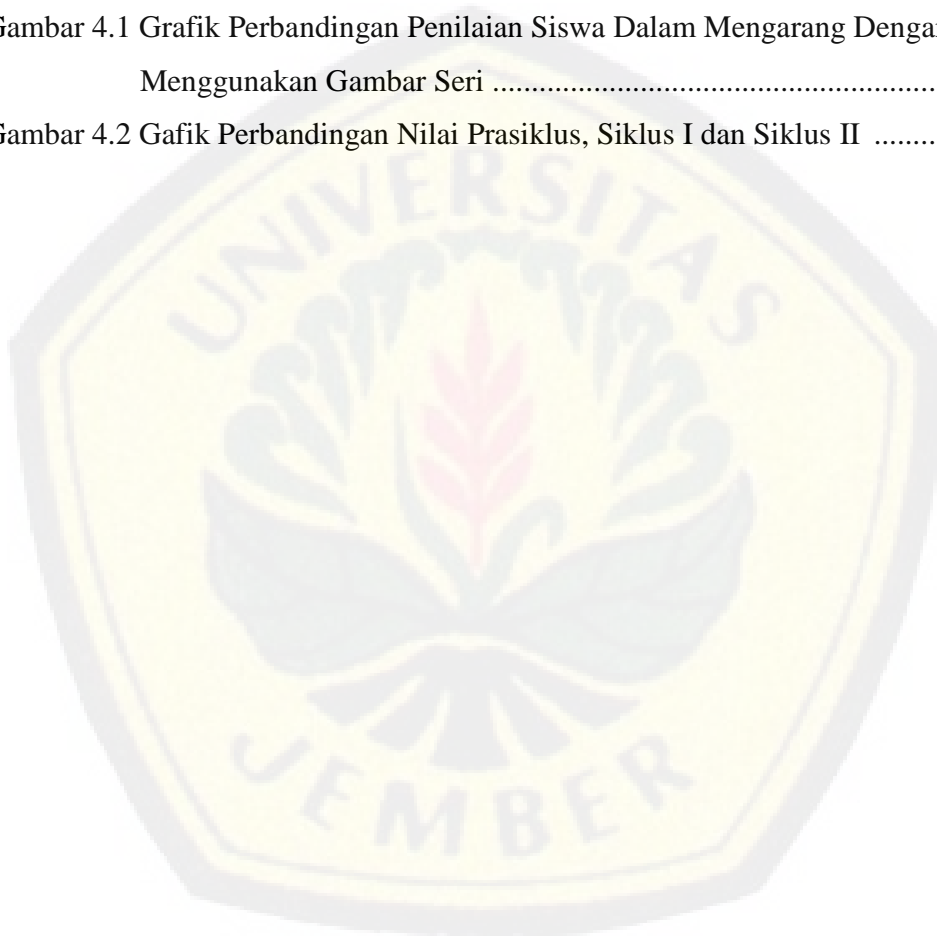 Gambar 4.1 Grafik Perbandingan Penilaian Siswa Dalam Mengarang Dengan
Menggunakan Gambar Seri .........................................................
Gambar 4.2 Gafik Perbandingan Nilai Prasiklus, Siklus I dan Siklus II ........
UNIVERSITAS
JEMBER